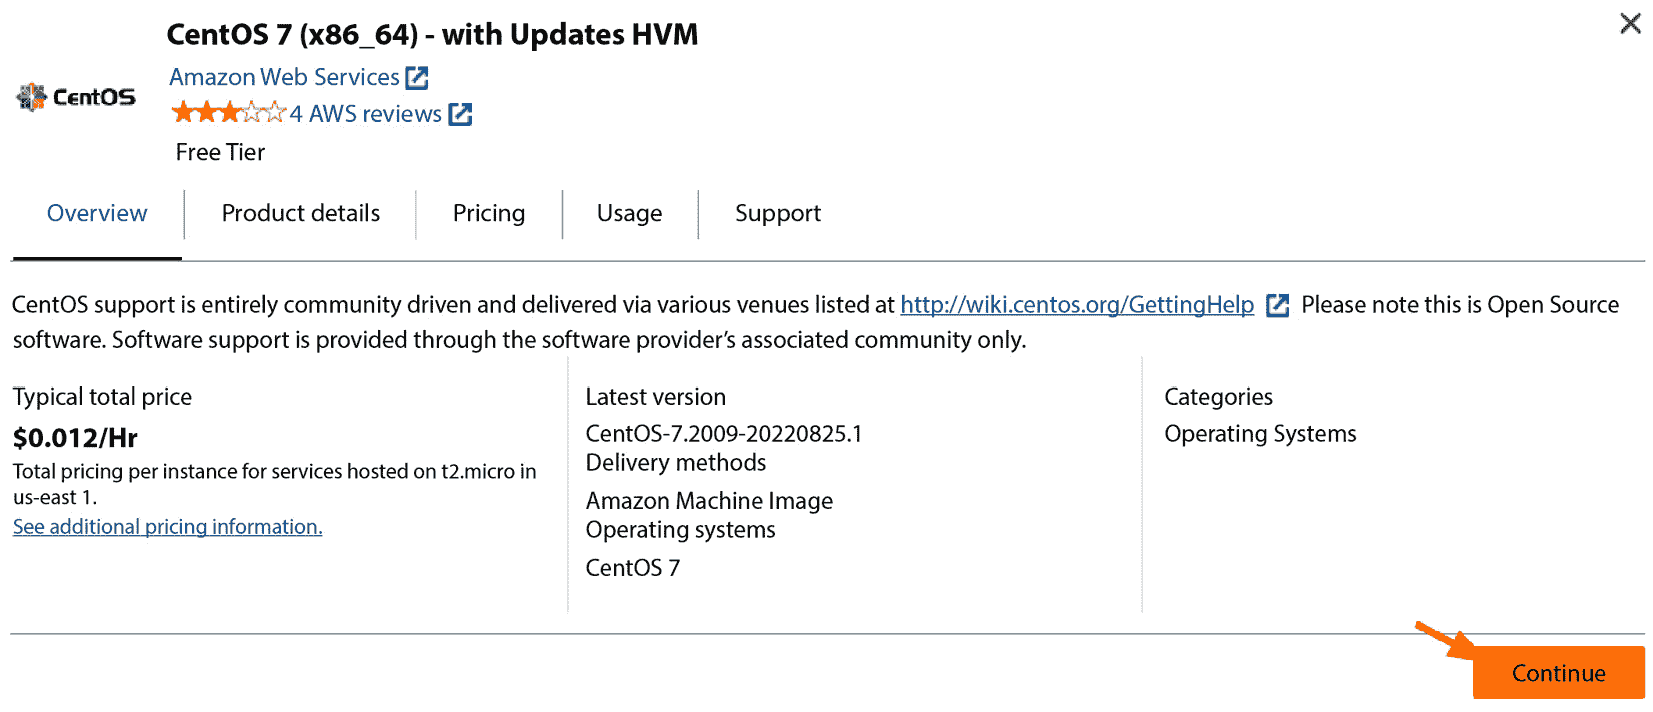 CentOS 7 (x86_64) - with Updates HVM
Amazon Web Services
CentOS
4 AWS reviews
Free Tier
Overview
Product details
Pricing
Usage
Support
CentOS support is entirely community driven and delivered via various venues listed at http://wiki.centos.org/GettingHelp Please note this is Open Source
software. Software support is provided through the software provider's associated community only.
Typical total price
$0.012/Hr
Total pricing per instance for services hosted on t2.micro in
us-east 1.
See additional pricing information.
Latest version
CentOS-7.2009-20220825.1
Delivery methods
Amazon Machine Image
Operating systems
CentOS 7
Categories
Operating Systems
Continue